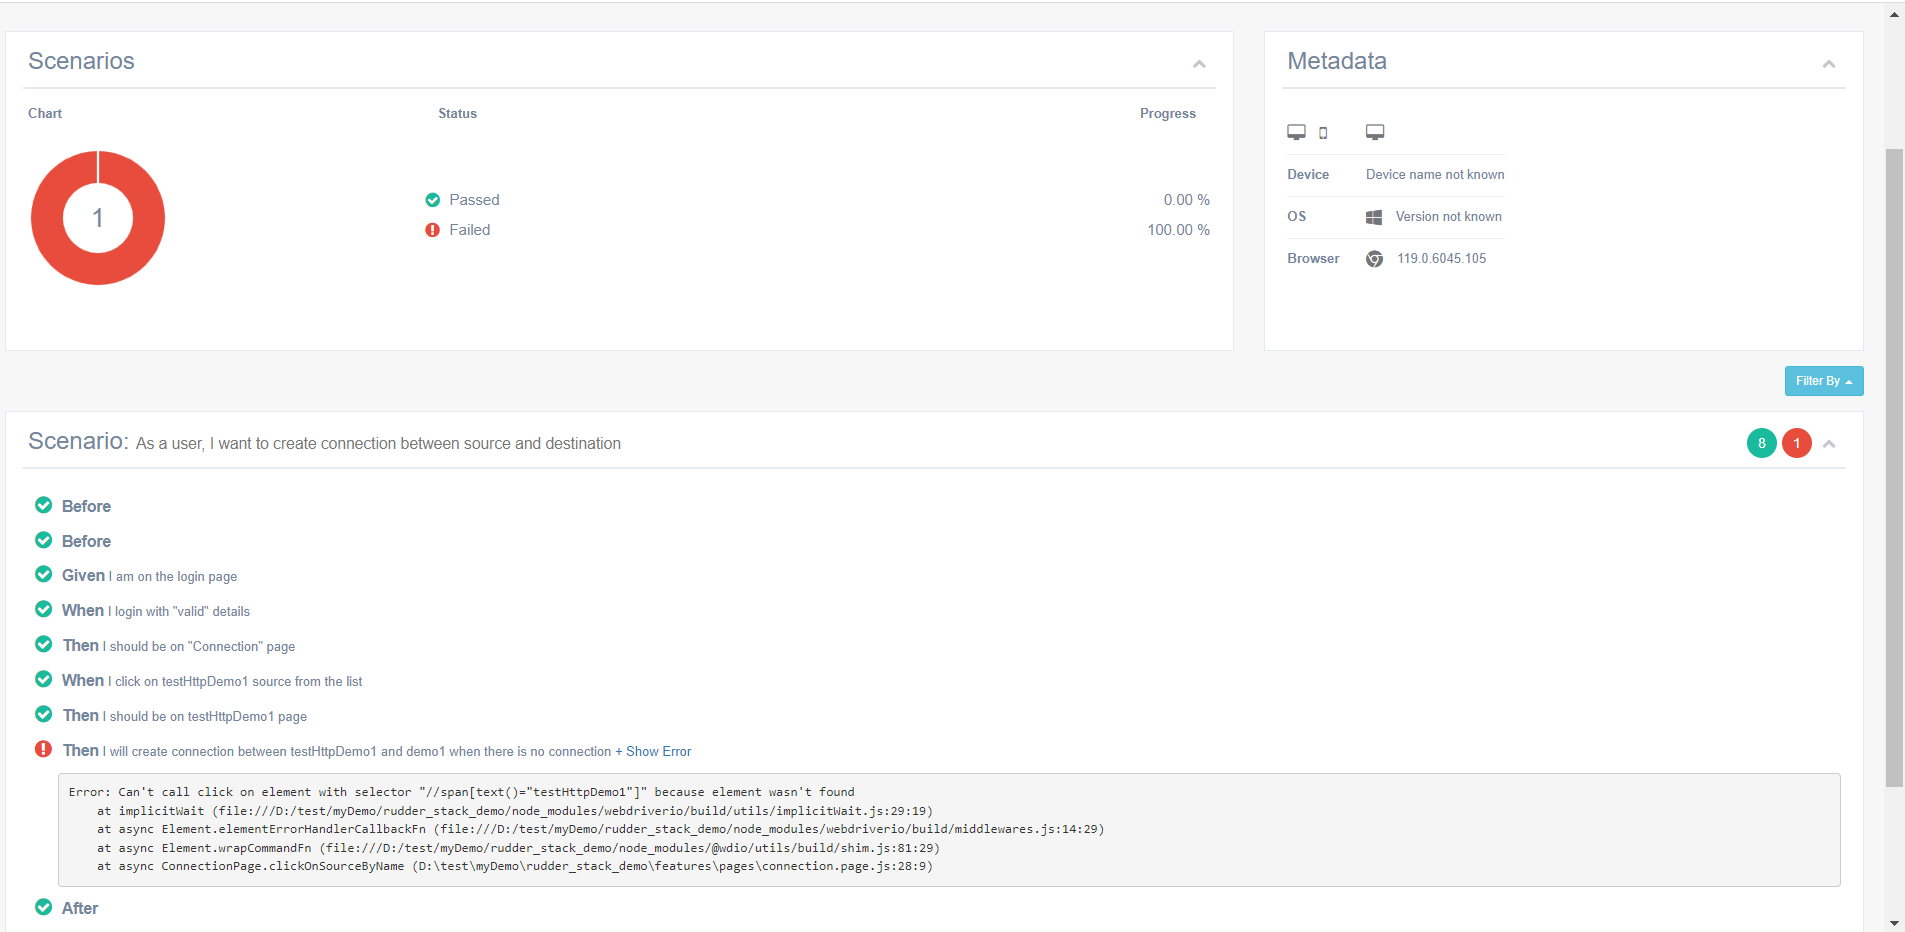 Scenarios
Chart
Status
Progress
1
Passed
0.00 %
Failed
100.00 %
Metadata
Device
Device name not known
OS
Version not known
Browser
119.0.6045.105
Filter By
Scenario: As a user, I want to create connection between source and destination
8
1
Before
Before
Given I am on the login page
When I login with "valid" details
Then I should be on "Connection" page
When I click on testHttpDemo1 source from the list
Then I should be on testHttpDemo1 page
Then I will create connection between testHttpDemo1 and demo1 when there is no connection + Show Error
Error: Can't call click on element with selector "//span[text()="testHttpDemo1"]" because element wasn't found
at implicitWait (file:///D:/test/myDemo/rudder_stack_demo/node_modules/webdriverio/build/utils/implicitWait.js:29:19)
at async Element.elementErrorHandlerCallbackFn (file:///D:/test/myDemo/rudder_stack_demo/node_modules/webdriverio/build/middlewares.js:14:29)
at async Element.wrapCommandFn (file:///D:/test/myDemo/rudder_stack_demo/node_modules/@wdio/utils/build/shim.js:81:29)
at async ConnectionPage.clickOnSourceByName (D:\test\myDemo\rudder_stack_demo\features\pages\connection.page.js:28:9)
After